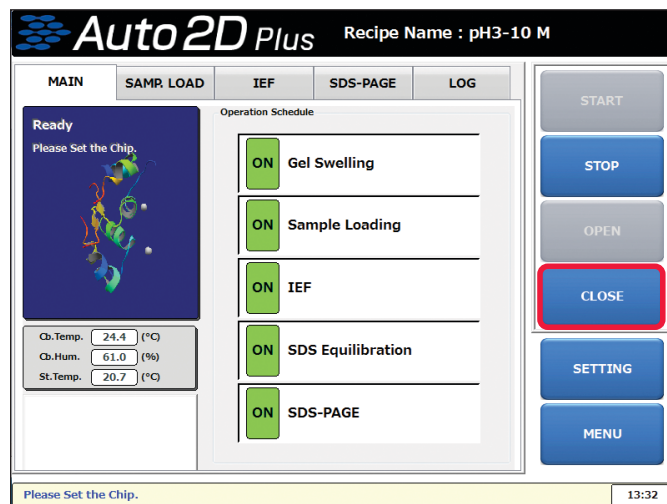 Auto 2D Plus Recipe Name : pH3-10 M
MAIN SAMP. LOAD IEF SDS-PAGE LOG
Ready
Please Set the Chip.
Operation Schedule
ON Gel Swelling
ON Sample Loading
ON IEF
ON SDS Equilibration
ON SDS-PAGE
Cb.Temp. 24.4 (°C)
Cb.Hum. 61.0 (%)
St.Temp. 20.7 (°C)
START
STOP
OPEN
CLOSE
SETTING
MENU
Please Set the Chip. 13:32